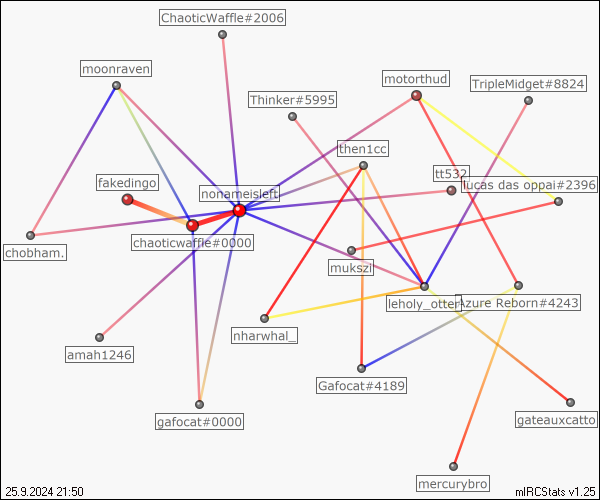 ChaoticWaffle#2006
moonraven
motorthud
TripleMidget#8824
Thinker#5995
then1cc
tt532
lucas das oppai#2396
fakedingo
nonameisleft
chaoticwaffle#0000
chobham.
mukszi
leholy_otter
Azure Reborn#4243
nharwhal_
amah1246
Gafocat#4189
gafocat#0000
gateauxcatto
mercurybro
25.9.2024 21:50
mIRCStats v1.25